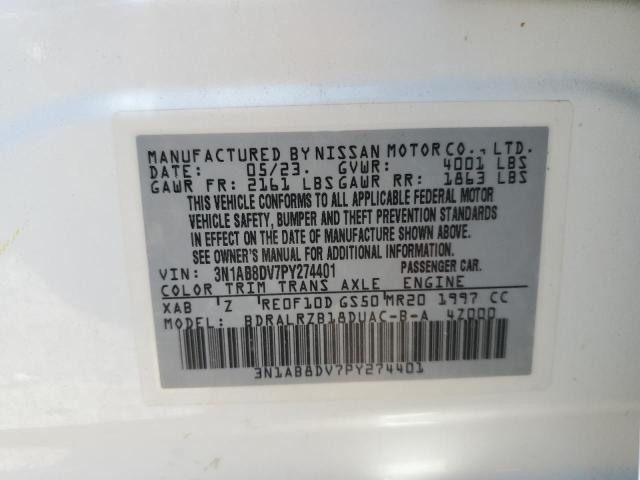 MANUFACTURED BY NISSAN MOTOR CO., LTD.
DATE: 05/23. GVWR: 4001 LBS
GAWR FR: 2161 LBS GAWR RR: 1863 LBS
THIS VEHICLE CONFORMS TO ALL APPLICABLE FEDERAL MOTOR
VEHICLE SAFETY, BUMPER AND THEFT PREVENTION STANDARDS
IN EFFECT ON THE DATE OF MANUFACTURE SHOWN ABOVE.
SEE OWNER'S MANUAL FOR ADDITIONAL INFORMATION.
VIN: 3N1AB8DV7PY274401 PASSENGER CAR.
COLOR TRIM TRANS AXLE ENGINE
XAB Z RE0F10D GS50 MR20 1997 CC
MODEL: BDRALRZB18DUAC-B-A 4Z000
3N1AB8DV7PY274401